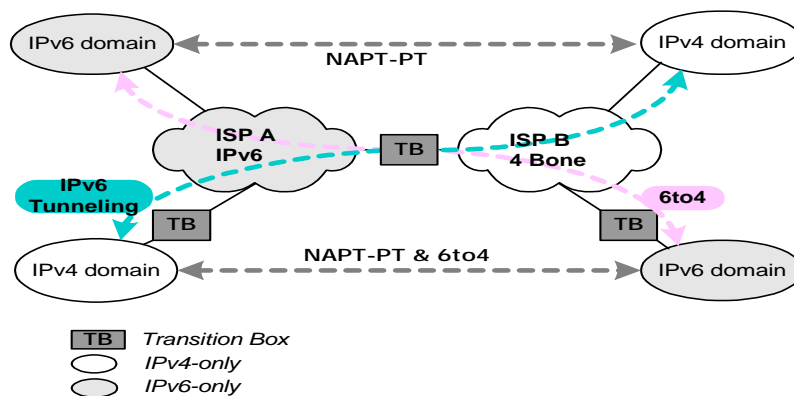 IPv6 domain
IPv4 domain
NAPT-PT
ISP A
IPv6
TB
ISP B
4 Bone
IPv6
Tunneling
6to4
TB
TB
IPv4 domain
NAPT-PT & 6to4
IPv6 domain
TB
Transition Box
IPv4-only
IPv6-only